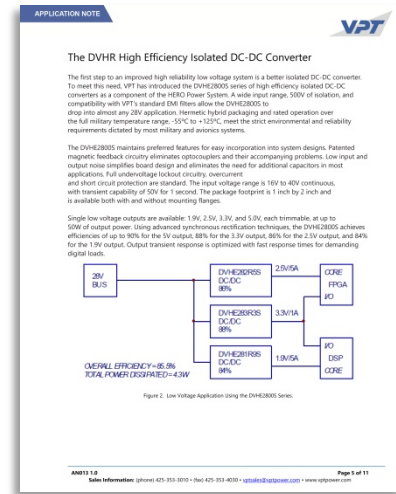 APPLICATION NOTE
VPT
The DVHR High Efficiency Isolated DC-DC Converter
The first step to an improved high reliability low voltage system is a better isolated DC-DC converter.
To meet this need, VPT has introduced the DVHE2800S series of high efficiency isolated DC-DC
converters as a component of the HERO Power System. A wide input range, 500V of isolation, and
compatibility with VPT's standard EMI filters allow the DVHE2800S to
drop into almost any 28V application. Hermetic hybrid packaging and rated operation over
the full military temperature range, -55°C to +125°C, meet the strict environmental and reliability
requirements dictated by most military and avionics systems.
The DVHE2800S maintains preferred features for easy incorporation into system designs. Patented
magnetic feedback circuitry eliminates optocouplers and their accompanying problems. Low input and
output noise simplifies board design and eliminates the need for additional capacitors in most
applications. Full undervoltage lockout circuitry, overcurrent
and short circuit protection are standard. The input voltage range is 16V to 40V continuous,
with transient capability of 50V for 1 second. The package footprint is 1 inch by 2 inch and
is available both with and without mounting flanges.
Single low voltage outputs are available: 1.9V, 2.5V, 3.3V, and 5.0V, each trimmable, at up to
50W of output power. Using advanced synchronous rectification techniques, the DVHE2800S achieves
efficiencies of up to 90% for the 5V output, 88% for the 3.3V output, 86% for the 2.5V output, and 84%
for the 1.9V output. Output transient response is optimized with fast response times for demanding
digital loads.
28V
BUS
DVHE282R5S
DC/DC
86%
2.5V/5A
CORE
FPGA
I/O
DVHE283R3S
DC/DC
88%
3.3V/1A
DVHE281R9S
DC/DC
84%
1.9V/5A
I/O
DSP
CORE
OVERALL EFFICIENCY=85.5%
TOTAL POWER DISSIPATED=4.3W
Figure 2. Low Voltage Application Using the DVHE2800S Series.
AN013 1.0
Page 5 of 11
Sales Information: (phone) 425-353-3010 • (fax) 425-353-4030 • vptsales@vptpower.com • www.vptpower.com